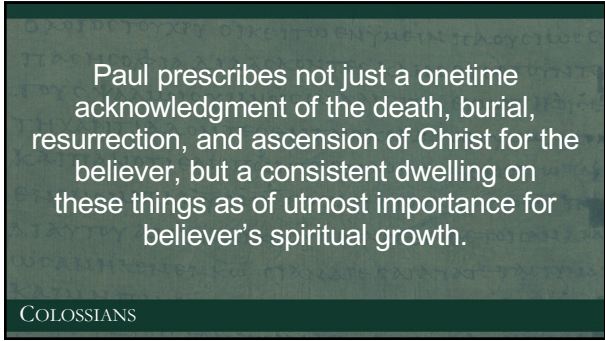 Paul prescribes not just a onetime
acknowledgment of the death, burial,
resurrection, and ascension of Christ for the
believer, but a consistent dwelling on
these things as of utmost importance for
believer's spiritual growth.
COLOSSIANS